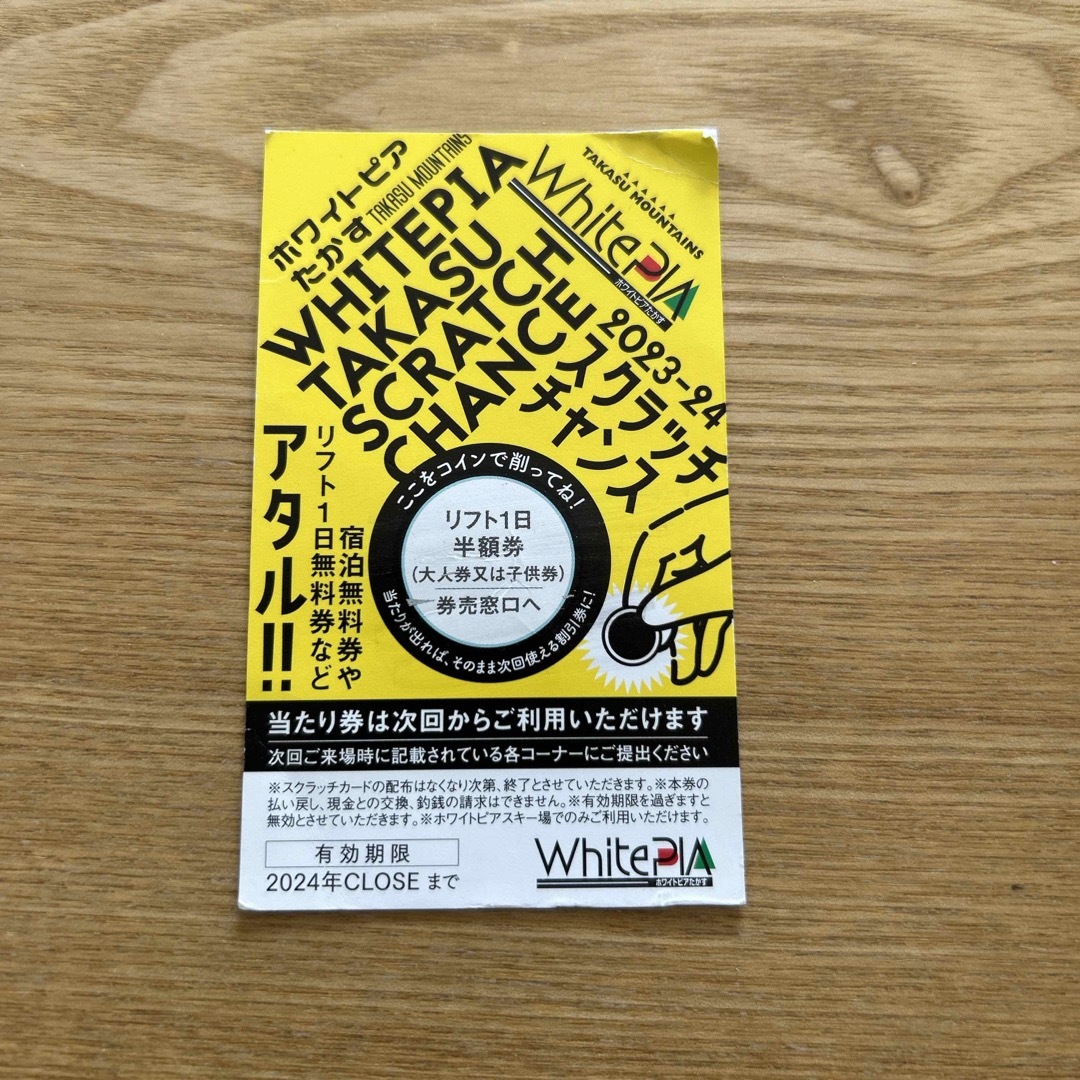 ホワイトピア
たかす TAKASU MOUNTAINS
WHITEPIA
TAKASU
SCRATCH
CHANCE
TAKASU MOUNTAINS
WhitePIA
ホワイトピアたかす
2023-24
スクラッチ
チャンス!
リフト1日無料券など
宿泊無料券や
アタル!!
ここをコインで削ってね!
リフト1日
半額券
(大人券又は子供券)
券売窓口へ
当たりが出れば、そのまま次回使える割引券に!
当たり券は次回からご利用いただけます
次回ご来場時に記載されている各コーナーにご提出ください
※スクラッチカードの配布はなくなり次第、終了とさせていただきます。※本券の
払い戻し、現金との交換、釣銭の請求はできません。※有効期限を過ぎますと
無効とさせていただきます。※ホワイトピアスキー場でのみご利用いただけます。
有効期限
2024年CLOSE まで
WhitePIA
ホワイトピアたかす